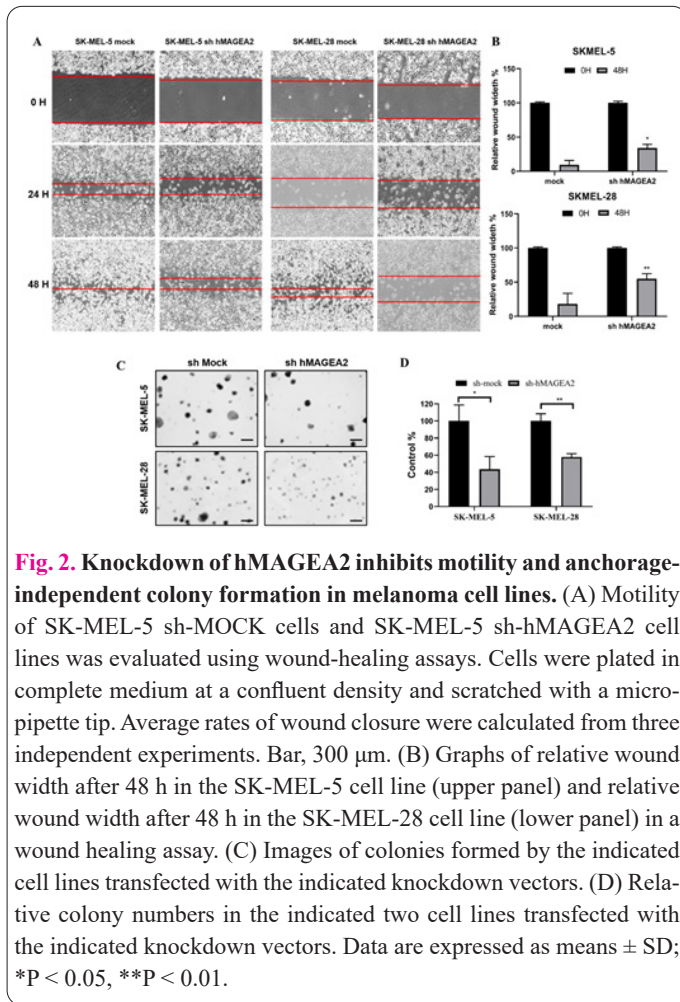 A
SK-MEL-5 mock
SK-MEL-5 sh hMAGEA2
SK-MEL-28 mock
SK-MEL-28 sh hMAGEA2
0 H
24 H
48 H
B
SKMEL-5
0H
48H
Relative wound wideth %
150
100
50
0
*
mock
sh hMAGEA2
SKMEL-28
0H
48H
Relative wound wideth %
150
100
50
0
**
mock
sh hMAGEA2
C
sh Mock
sh hMAGEA2
SK-MEL-5
SK-MEL-28
D
sh-mock
sh-hMAGEA2
Control %
120
100
80
60
40
20
0
*
**
SK-MEL-5
SK-MEL-28
Fig. 2. Knockdown of hMAGEA2 inhibits motility and anchorage-
independent colony formation in melanoma cell lines. (A) Motility
of SK-MEL-5 sh-MOCK cells and SK-MEL-5 sh-hMAGEA2 cell
lines was evaluated using wound-healing assays. Cells were plated in
complete medium at a confluent density and scratched with a micro-
pipette tip. Average rates of wound closure were calculated from three
independent experiments. Bar, 300 μm. (B) Graphs of relative wound
width after 48 h in the SK-MEL-5 cell line (upper panel) and relative
wound width after 48 h in the SK-MEL-28 cell line (lower panel) in a
wound healing assay. (C) Images of colonies formed by the indicated
cell lines transfected with the indicated knockdown vectors. (D) Rela-
tive colony numbers in the indicated two cell lines transfected with
the indicated knockdown vectors. Data are expressed as means ± SD;
*P < 0.05, **P < 0.01.